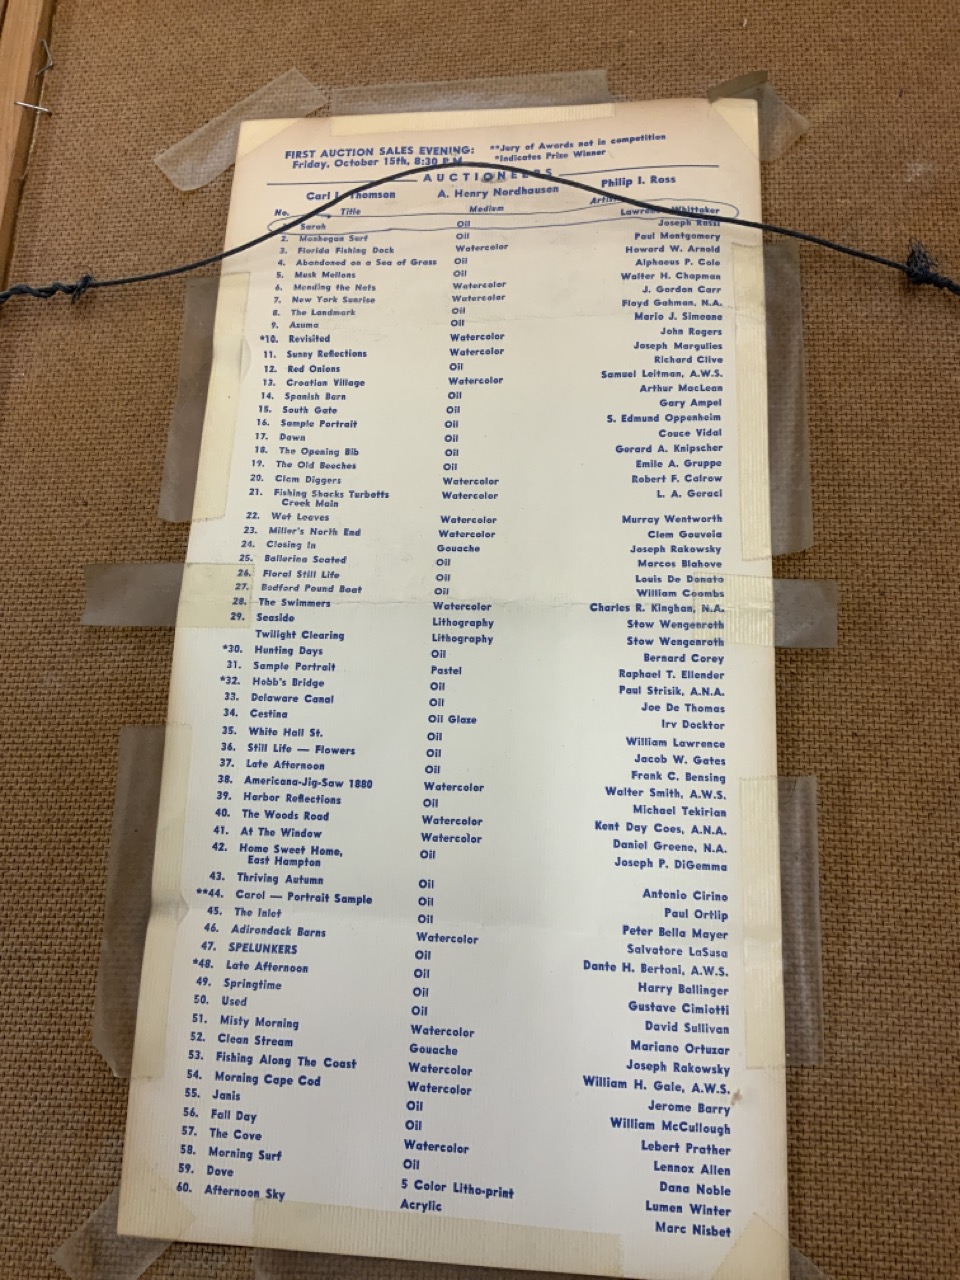 FIRST AUCTION SALES EVENING: **Jury of Awards not in competition
Friday, October 15th, 8:30 P.M. *Indicates Prize Winner
AUCTIONEERS
Carl L. Thomson A. Henry Nordhausen Philip I. Ross
No. Title Medium Artist
1. Sarah Oil Lawrence Whittaker
2. Monhegan Surf Oil Joseph Rossi
3. Florida Fishing Dock Watercolor Paul Montgomery
4. Abandoned on a Sea of Grass Oil Howard W. Arnold
5. Musk Mellons Oil Alphaeus P. Cole
6. Mending the Nets Watercolor Walter H. Chapman
7. New York Sunrise Watercolor J. Gordon Carr
8. The Landmark Oil Floyd Gahman, N.A.
9. Azuma Oil Mario J. Simeone
*10. Revisited Watercolor John Rogers
11. Sunny Reflections Watercolor Joseph Margulies
12. Red Onions Oil Richard Clive
13. Croatian Village Watercolor Samuel Leitman, A.W.S.
14. Spanish Barn Oil Arthur MacLean
15. South Gate Oil Gary Ampel
16. Sample Portrait Oil S. Edmund Oppenheim
17. Dawn Oil Couce Vidal
18. The Opening Bib Oil Gerard A. Knipscher
19. The Old Beeches Oil Emile A. Gruppe
20. Clam Diggers Watercolor Robert F. Calrow
21. Fishing Shacks Turbotts Watercolor L. A. Geraci
Creek Main
22. Wet Leaves Watercolor Murray Wentworth
23. Miller's North End Watercolor Clem Gouveia
24. Closing In Gouache Joseph Rakowsky
25. Ballerina Seated Oil Marcos Blahove
26. Floral Still Life Oil Louis De Donato
27. Bedford Pound Boat Oil William Coombs
28. The Swimmers Watercolor Charles R. Kinghan, N.A.
29. Seaside Lithography Stow Wengenroth
Twilight Clearing Lithography Stow Wengenroth
*30. Hunting Days Oil Bernard Corey
31. Sample Portrait Pastel Raphael T. Ellender
*32. Hobb's Bridge Oil Paul Strisik, A.N.A.
33. Delaware Canal Oil Joe De Thomas
34. Cestina Oil Glaze Irv Docktor
35. White Hall St. Oil William Lawrence
36. Still Life — Flowers Oil Jacob W. Gates
37. Late Afternoon Oil Frank C. Bensing
38. Americana-Jig-Saw 1880 Watercolor Walter Smith, A.W.S.
39. Harbor Reflections Oil Michael Tekirian
40. The Woods Road Watercolor Kent Day Coes, A.N.A.
41. At The Window Watercolor Daniel Greene, N.A.
42. Home Sweet Home, Oil Joseph P. DiGemma
East Hampton
43. Thriving Autumn Oil Antonio Cirino
**44. Carol — Portrait Sample Oil Paul Ortlip
45. The Inlet Oil Peter Bella Mayer
46. Adirondack Barns Watercolor Salvatore LaSusa
47. SPELUNKERS Oil Dante H. Bertoni, A.W.S.
*48. Late Afternoon Oil Harry Ballinger
49. Springtime Oil Gustave Cimiotti
50. Used Oil David Sullivan
51. Misty Morning Watercolor Mariano Ortuzar
52. Clean Stream Gouache Joseph Rakowsky
53. Fishing Along The Coast Watercolor William H. Gale, A.W.S.
54. Morning Cape Cod Watercolor Jerome Barry
55. Janis Oil William McCullough
56. Fall Day Oil Lebert Prather
57. The Cove Watercolor Lennox Allen
58. Morning Surf Oil Dana Noble
59. Dove 5 Color Litho-print Lumen Winter
60. Afternoon Sky Acrylic Marc Nisbet